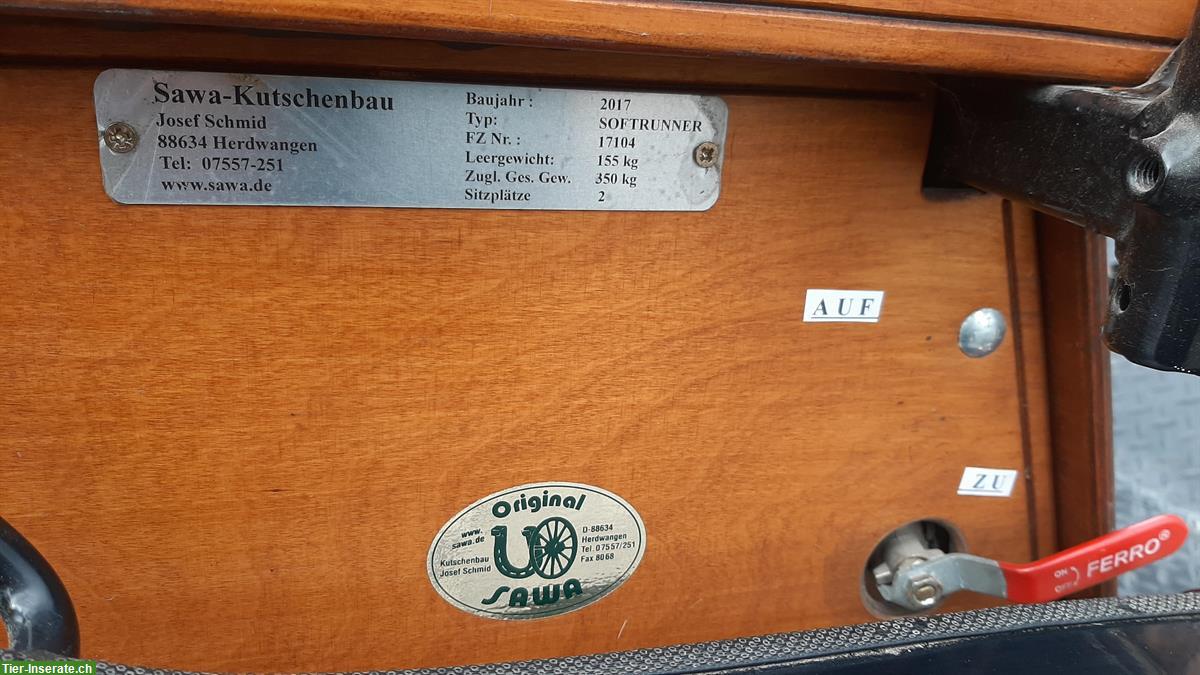 Sawa-Kutschenbau
Josef Schmid
88634 Herdwangen
Tel: 07557-251
www.sawa.de
Baujahr : 2017
Typ: SOFTRUNNER
FZ Nr. : 17104
Leergewicht: 155 kg
Zugl. Ges. Gew. 350 kg
Sitzplätze 2
AUF
ZU
Original
www.
sawa.de
Kutschenbau
Josef Schmid
D-88634
Herdwangen
Tel. 07557/251
Fax 8068
SAWA
ON
OFF
FERRO®
Tier-Inserate.ch